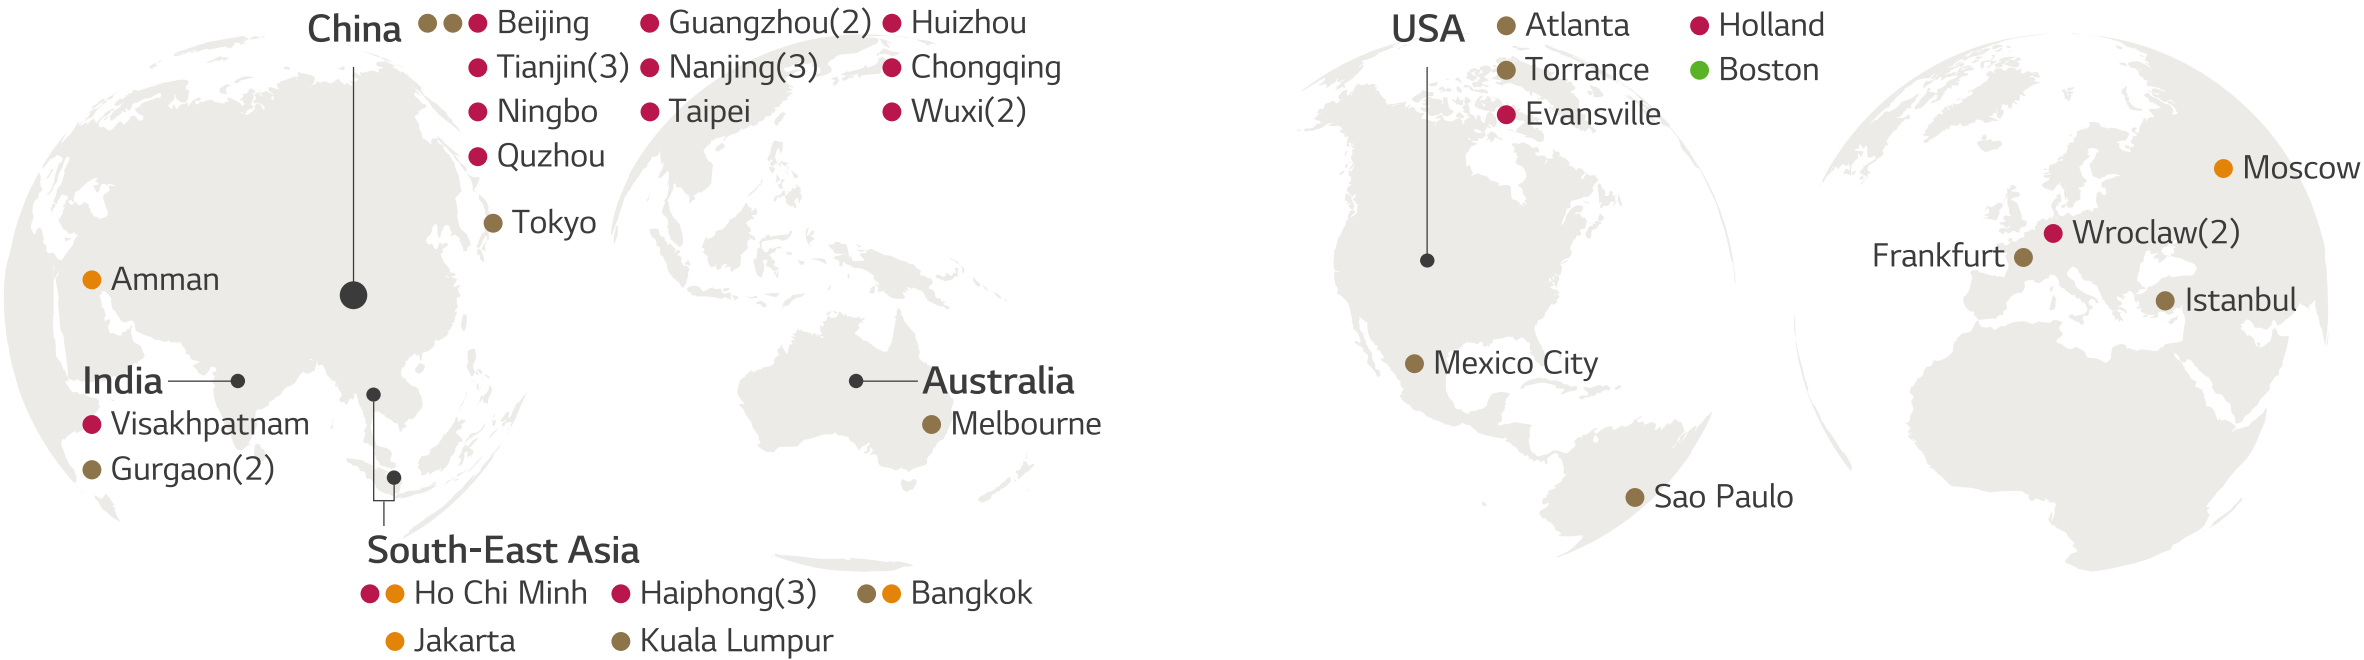 China
Beijing
Guangzhou(2)
Huizhou
Tianjin(3)
Nanjing(3)
Chongqing
Ningbo
Taipei
Wuxi(2)
Quzhou
Tokyo
Amman
India
Visakhpatnam
Gurgaon(2)
Australia
Melbourne
South-East Asia
Ho Chi Minh
Haiphong(3)
Bangkok
Jakarta
Kuala Lumpur
USA
Atlanta
Holland
Torrance
Boston
Evansville
Mexico City
Sao Paulo
Moscow
Wroclaw(2)
Frankfurt
Istanbul